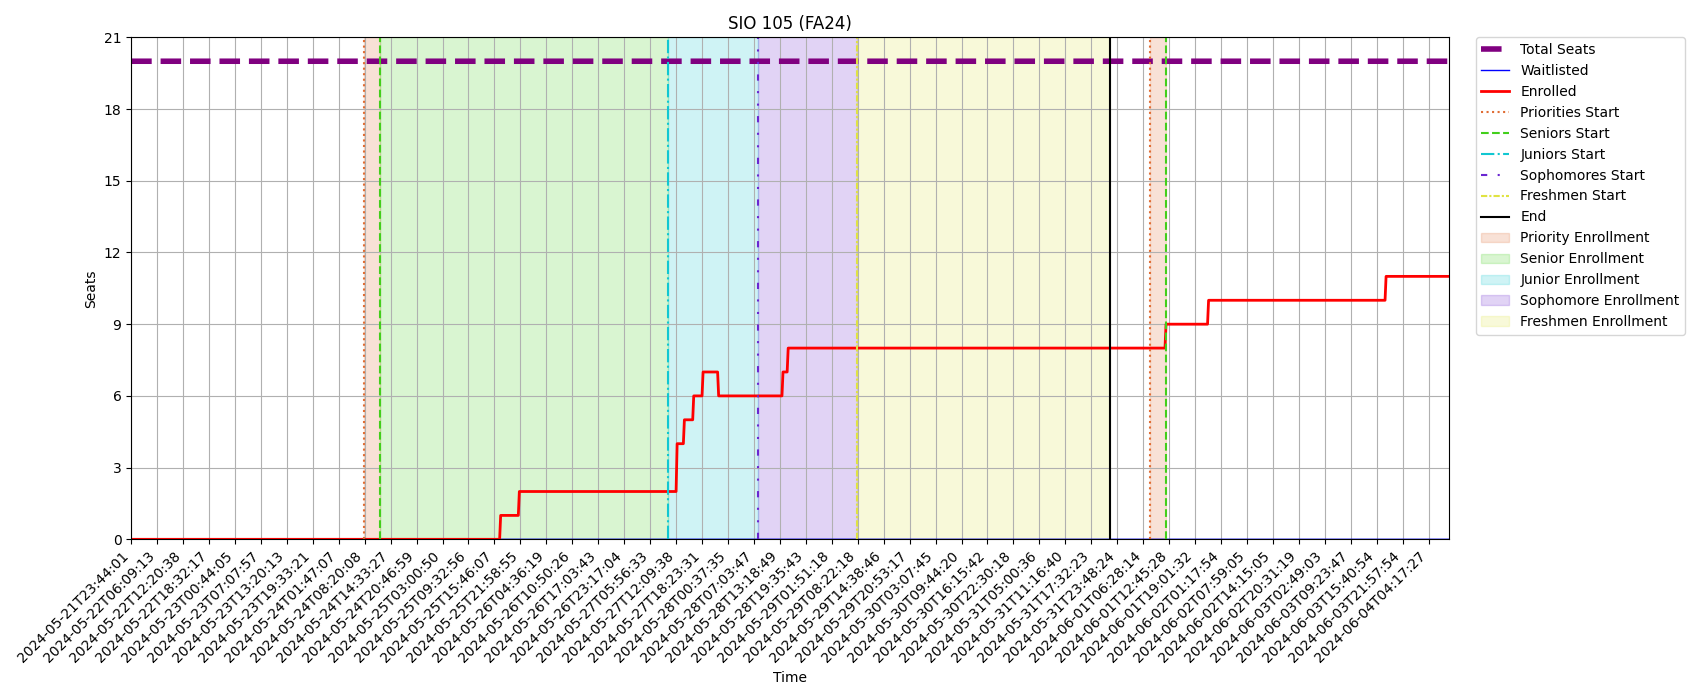 SIO 105 (FA24)
21
18
15
12
9
6
3
0
Seats
2024-05-21T23:44:01
2024-05-22T06:09:13
2024-05-22T12:20:38
2024-05-22T18:32:17
2024-05-23T00:44:05
2024-05-23T07:07:57
2024-05-23T13:20:13
2024-05-23T19:33:21
2024-05-24T01:47:07
2024-05-24T08:20:08
2024-05-24T14:33:27
2024-05-24T20:46:59
2024-05-25T03:00:50
2024-05-25T09:32:56
2024-05-25T15:46:07
2024-05-25T21:58:55
2024-05-26T04:36:19
2024-05-26T10:50:26
2024-05-26T17:03:43
2024-05-26T23:17:04
2024-05-27T05:56:33
2024-05-27T12:09:38
2024-05-27T18:23:31
2024-05-28T00:37:35
2024-05-28T07:03:47
2024-05-28T13:18:49
2024-05-28T19:35:43
2024-05-29T01:51:18
2024-05-29T08:22:18
2024-05-29T14:38:46
2024-05-29T20:53:17
2024-05-30T03:07:45
2024-05-30T09:44:20
2024-05-30T16:15:42
2024-05-30T22:30:18
2024-05-31T05:00:36
2024-05-31T11:16:40
2024-05-31T17:32:23
2024-05-31T23:48:24
2024-06-01T06:28:14
2024-06-01T12:45:28
2024-06-01T19:01:32
2024-06-02T01:17:54
2024-06-02T07:59:05
2024-06-02T14:15:05
2024-06-02T20:31:19
2024-06-03T02:49:03
2024-06-03T09:23:47
2024-06-03T15:40:54
2024-06-03T21:57:54
2024-06-04T04:17:27
Time
Total Seats
Waitlisted
Enrolled
Priorities Start
Seniors Start
Juniors Start
Sophomores Start
Freshmen Start
End
Priority Enrollment
Senior Enrollment
Junior Enrollment
Sophomore Enrollment
Freshmen Enrollment